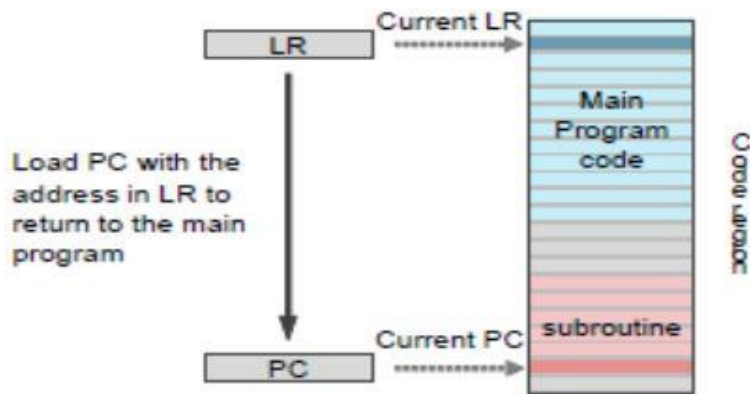 Current LR
LR
Main
Program
code
Load PC with the
address in LR to
return to the main
program
subroutine
Current PC
PC